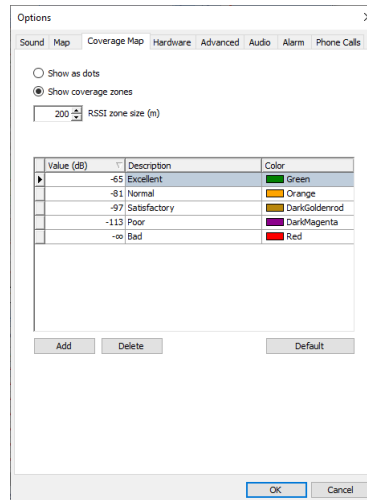 Options
Sound Map Coverage Map Hardware Advanced Audio Alarm Phone Calls
Show as dots
Show coverage zones
200 RSSI zone size (m)
Value (dB) Description Color
-65 Excellent Green
-81 Normal Orange
-97 Satisfactory DarkGoldenrod
-113 Poor DarkMagenta
-∞ Bad Red
Add Delete Default
OK Cancel